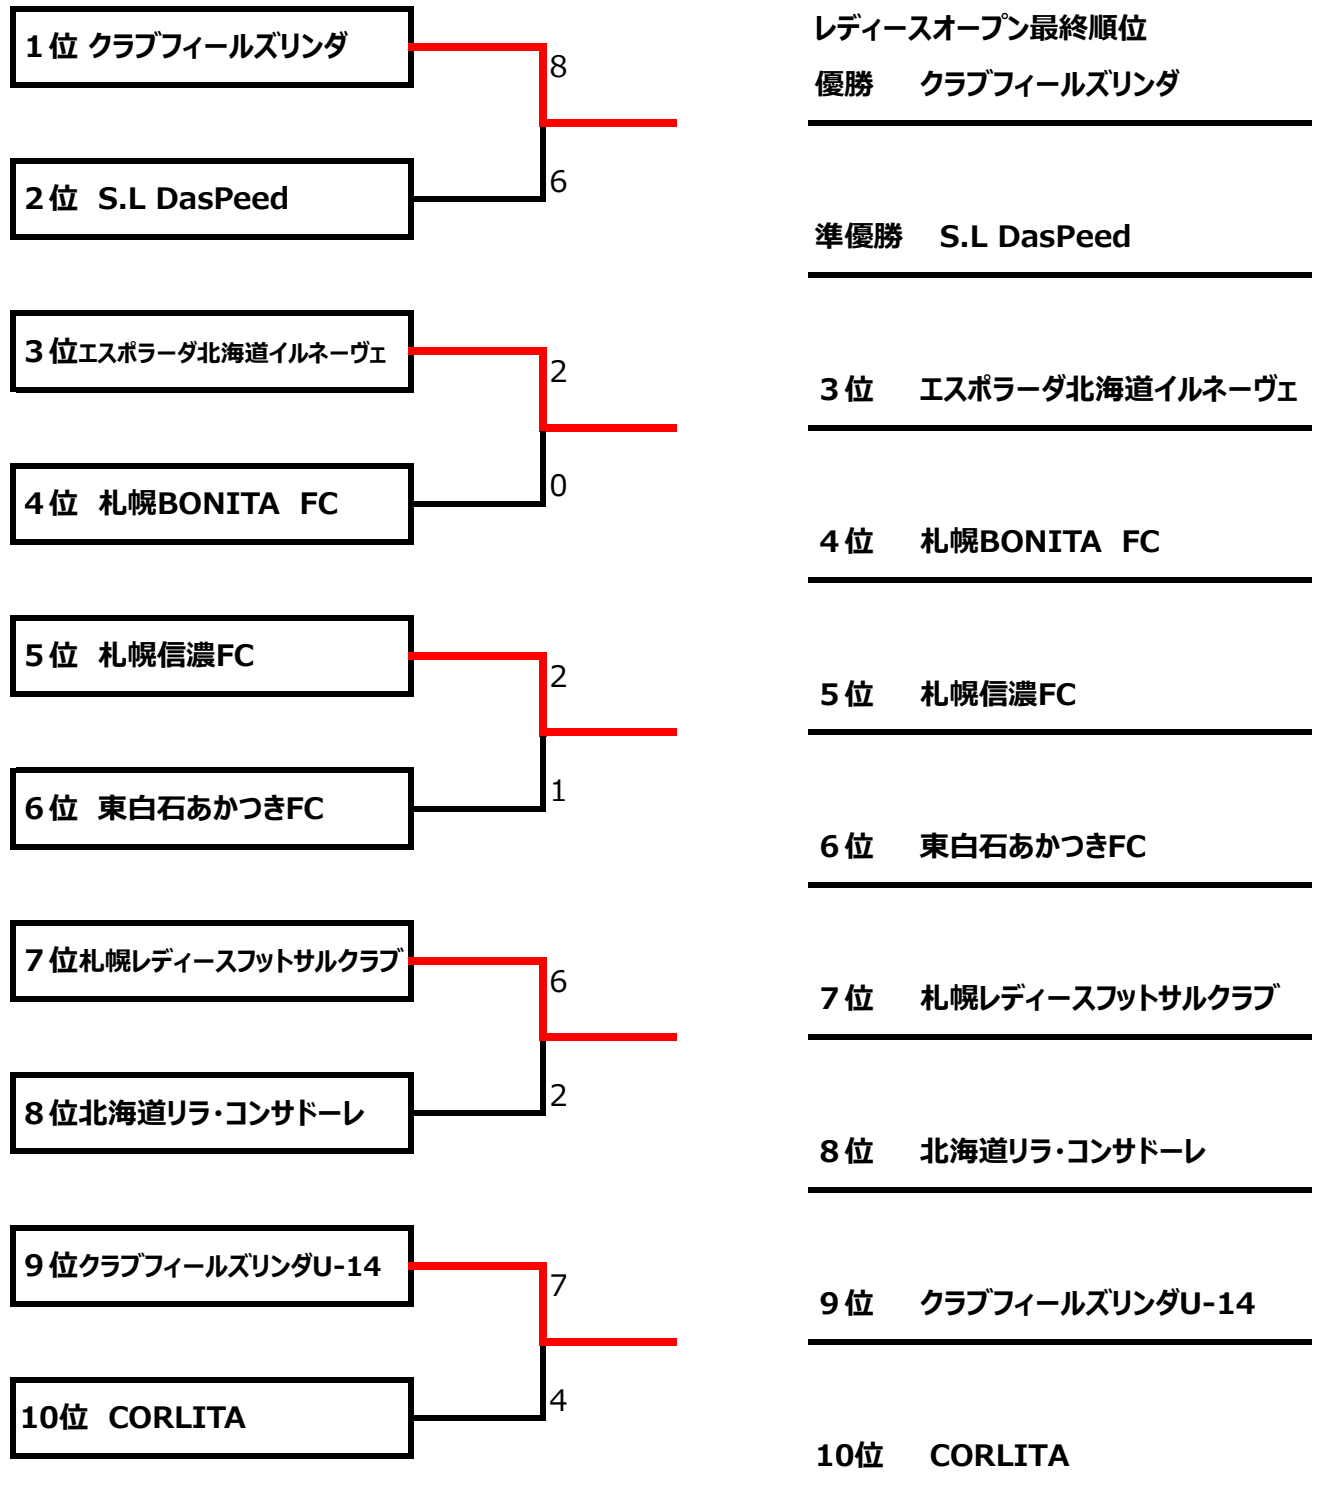 1位 クラブフィールズリンダ
8
6
2位 S.L DasPeed
3位エスポラーダ北海道イルネーヴェ
2
0
4位 札幌BONITA FC
5位 札幌信濃FC
2
1
6位 東白石あかつきFC
7位札幌レディースフットサルクラブ
6
2
8位北海道リラ・コンサドーレ
9位クラブフィールズリンダU-14
7
4
10位 CORLITA
レディースオープン最終順位
優勝 クラブフィールズリンダ
準優勝 S.L DasPeed
3位 エスポラーダ北海道イルネーヴェ
4位 札幌BONITA FC
5位 札幌信濃FC
6位 東白石あかつきFC
7位 札幌レディースフットサルクラブ
8位 北海道リラ・コンサドーレ
9位 クラブフィールズリンダU-14
10位 CORLITA